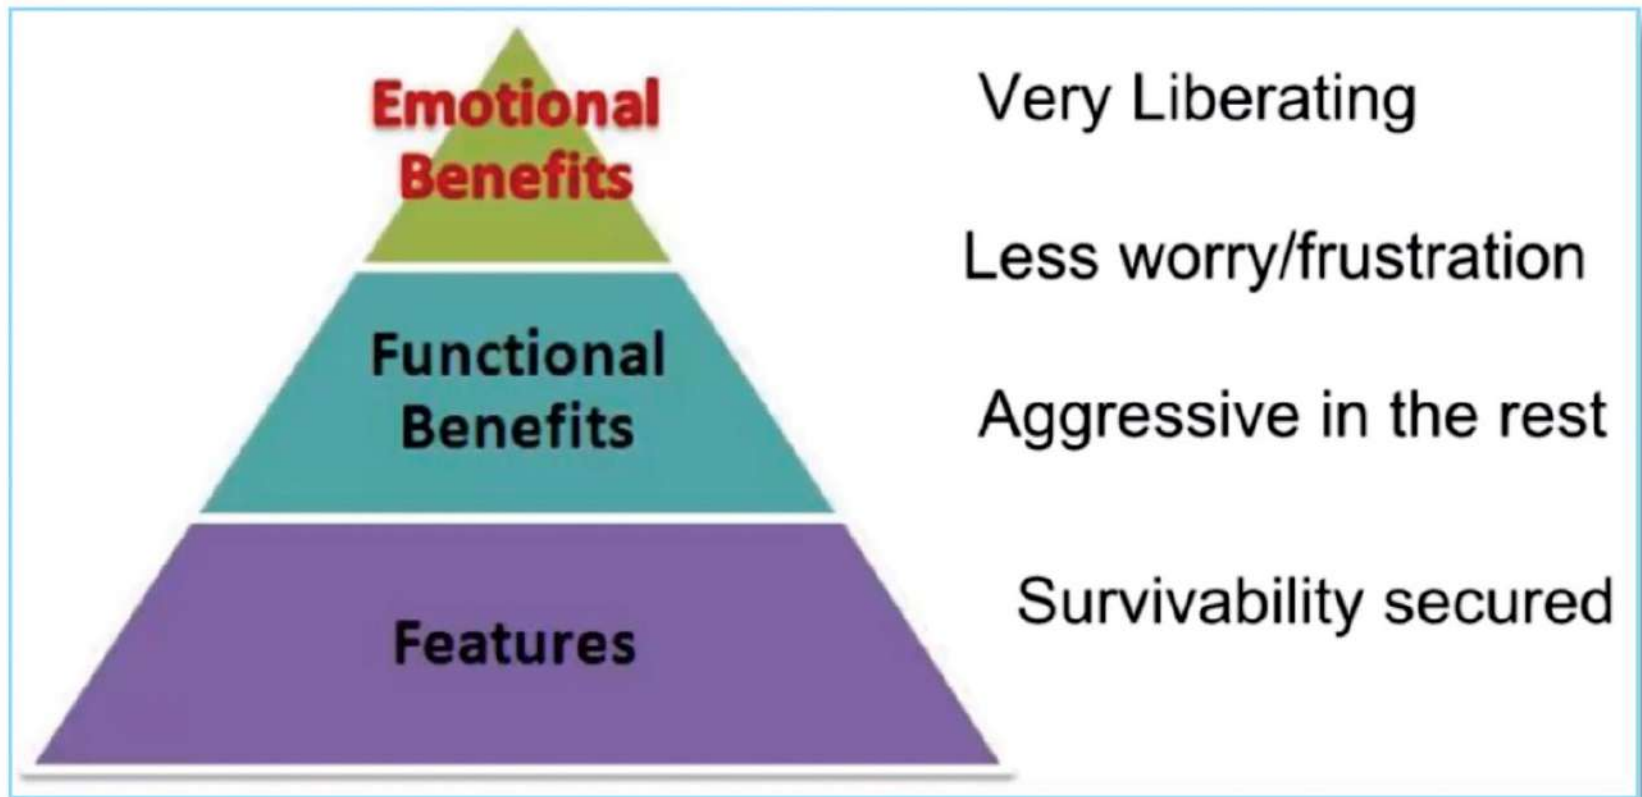 Emotional
Benefits
Very Liberating
Less worry/frustration
Functional
Benefits
Aggressive in the rest
Features
Survivability secured